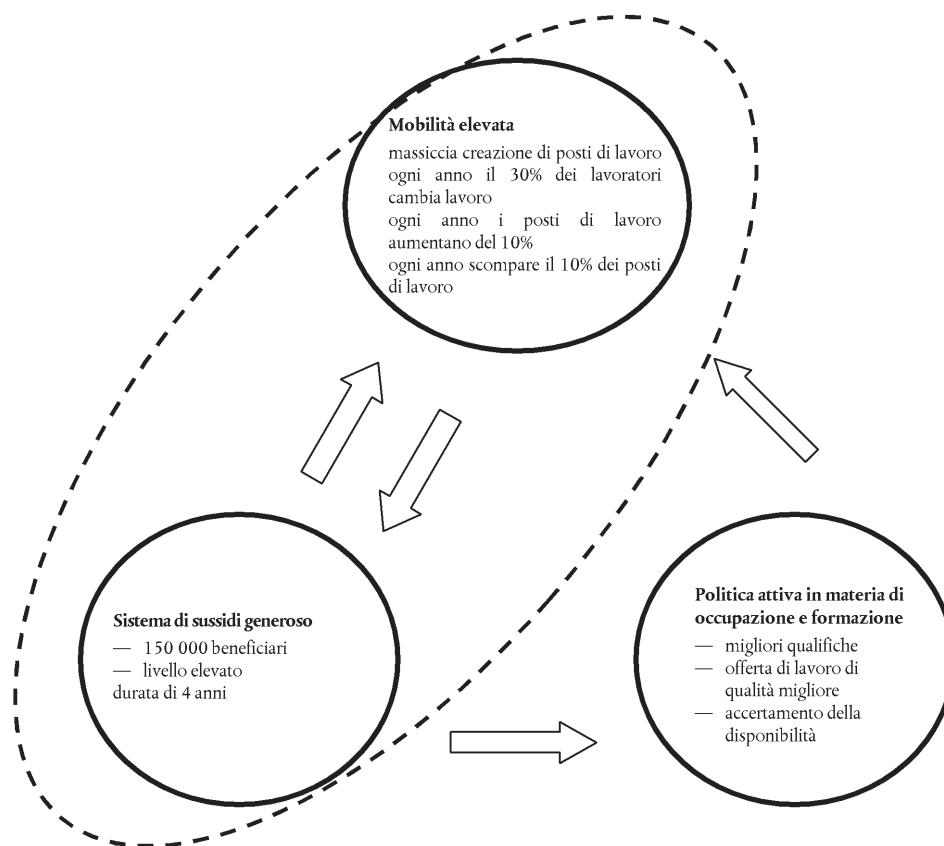 Mobilità elevata
massiccia creazione di posti di lavoro
ogni anno il 30% dei lavoratori
cambia lavoro
ogni anno i posti di lavoro
aumentano del 10%
ogni anno scompare il 10% dei posti
di lavoro
Sistema di sussidi generoso
— 150 000 beneficiari
— livello elevato
durata di 4 anni
Politica attiva in materia di
occupazione e formazione
— migliori qualifiche
— offerta di lavoro di
qualità migliore
— accertamento della
disponibilità